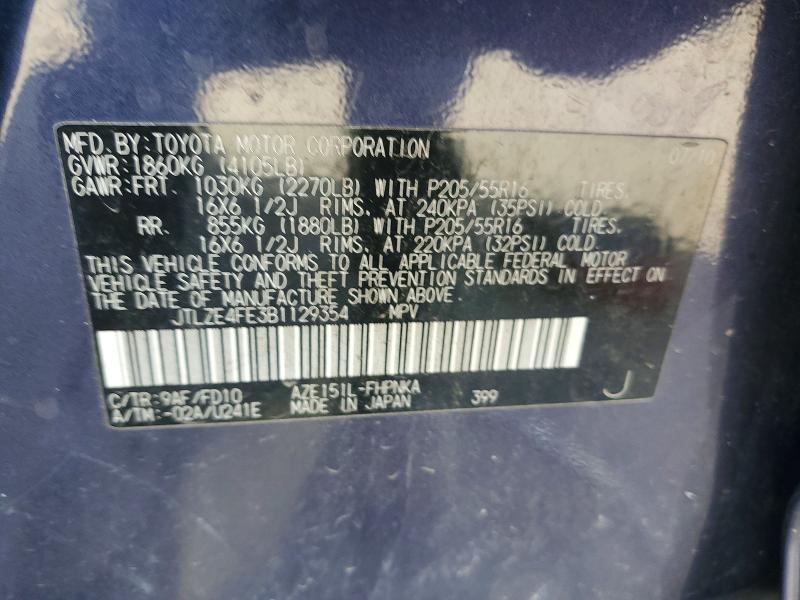 MFD. BY: TOYOTA MOTOR CORPORATION 07/10
GVWR: 1860KG (4105LB)
GAWR: FRT. 1030KG (2270LB) WITH P205/55R16 TIRES.
16X6 1/2J RIMS. AT 240KPA (35PSI) COLD.
RR. 855KG (1880LB) WITH P205/55R16 TIRES.
16X6 1/2J RIMS. AT 220KPA (32PSI) COLD.
THIS VEHICLE CONFORMS TO ALL APPLICABLE FEDERAL MOTOR
VEHICLE SAFETY AND THEFT PREVENTION STANDARDS IN EFFECT ON
THE DATE OF MANUFACTURE SHOWN ABOVE.
JTLZE4FE3B1129354 MPV
C/TR: 9AF/FD10 AZE151L-FHPNKA
A/TM: -02A/U241E MADE IN JAPAN 399 J